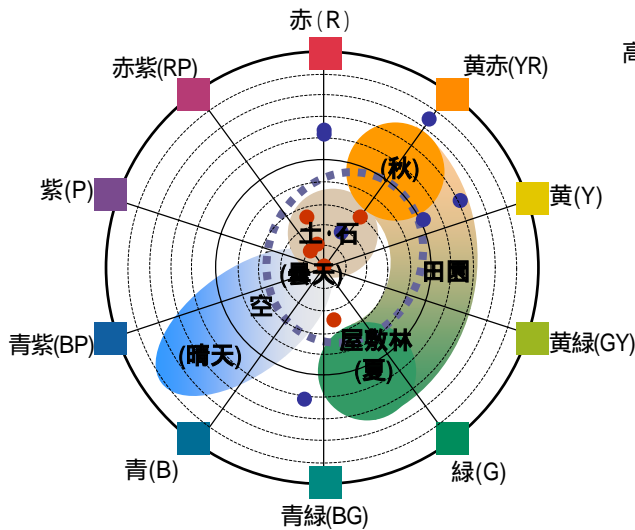 赤(R)
高
赤紫(RP)
黄赤(YR)
(秋)
紫(P)
黄(Y)
土・石
(曇天)
田園
空
屋敷林
(夏)
青紫(BP)
(晴天)
黄緑(GY)
青(B)
緑(G)
青緑(BG)